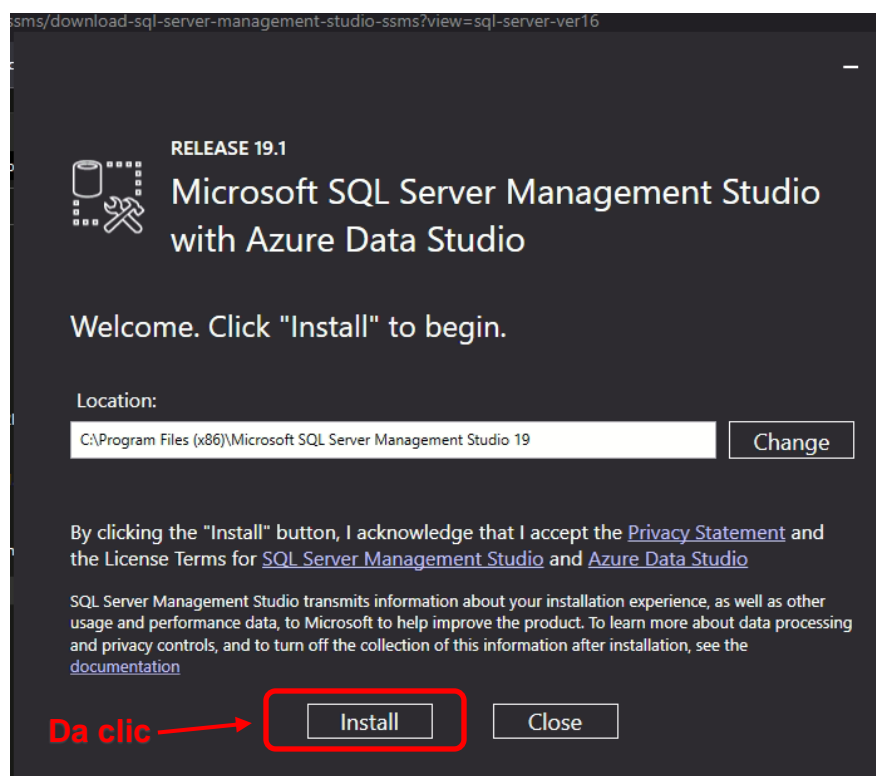 ssms/download-sql-server-management-studio-ssms?view=sql-server-ver16
RELEASE 19.1
Microsoft SQL Server Management Studio
with Azure Data Studio
Welcome. Click "Install" to begin.
Location:
C:\Program Files (x86)\Microsoft SQL Server Management Studio 19
Change
By clicking the "Install" button, I acknowledge that I accept the Privacy Statement and
the License Terms for SQL Server Management Studio and Azure Data Studio
SQL Server Management Studio transmits information about your installation experience, as well as other
usage and performance data, to Microsoft to help improve the product. To learn more about data processing
and privacy controls, and to turn off the collection of this information after installation, see the
documentation
Da clic
Install
Close